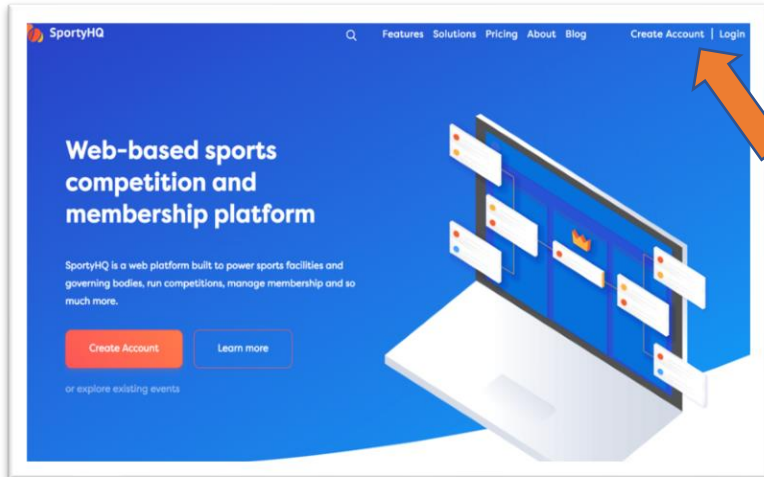 SportyHQ
Features Solutions Pricing About Blog
Create Account | Login
Web-based sports
competition and
membership platform
SportyHQ is a web platform built to power sports facilities and
governing bodies, run competitions, manage membership and so
much more.
Create Account
Learn more
or explore existing events